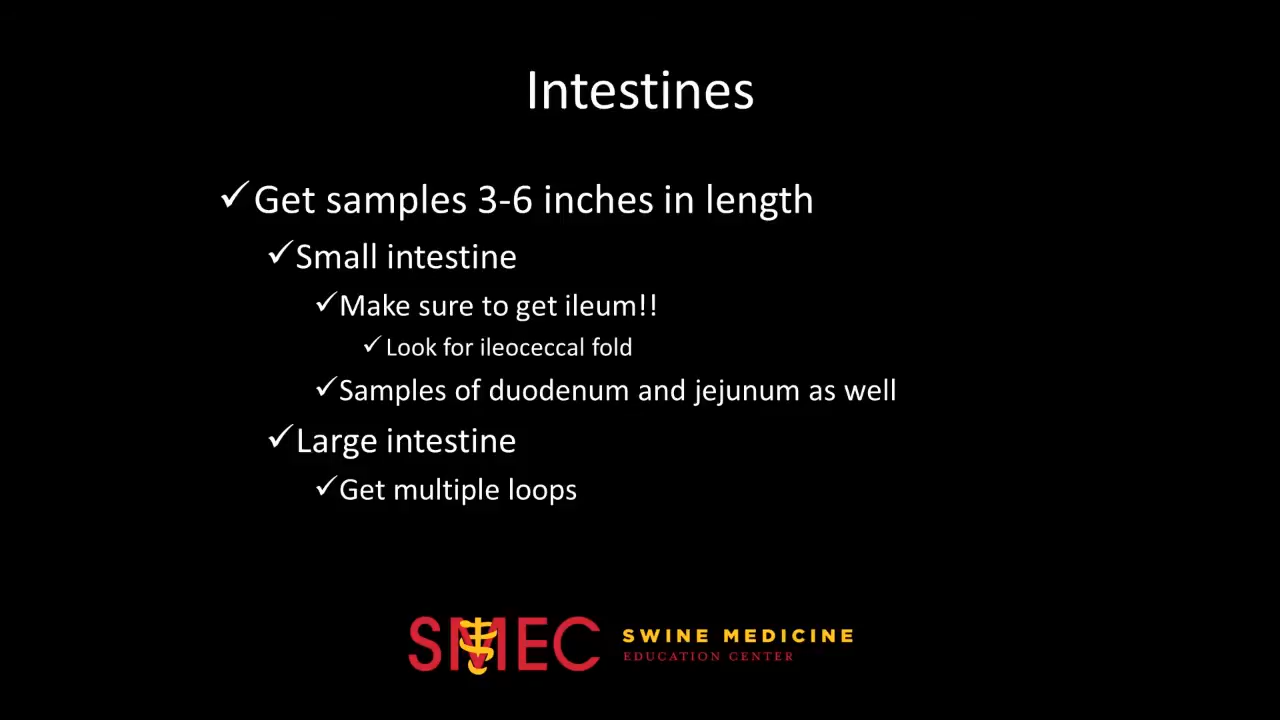 Intestines
✓Get samples 3-6 inches in length
✓Small intestine
✓Make sure to get ileum!!
✓Look for ileoceccal fold
✓Samples of duodenum and jejunum as well
✓Large intestine
✓Get multiple loops
SMEC
SWINE MEDICINE
EDUCATION CENTER